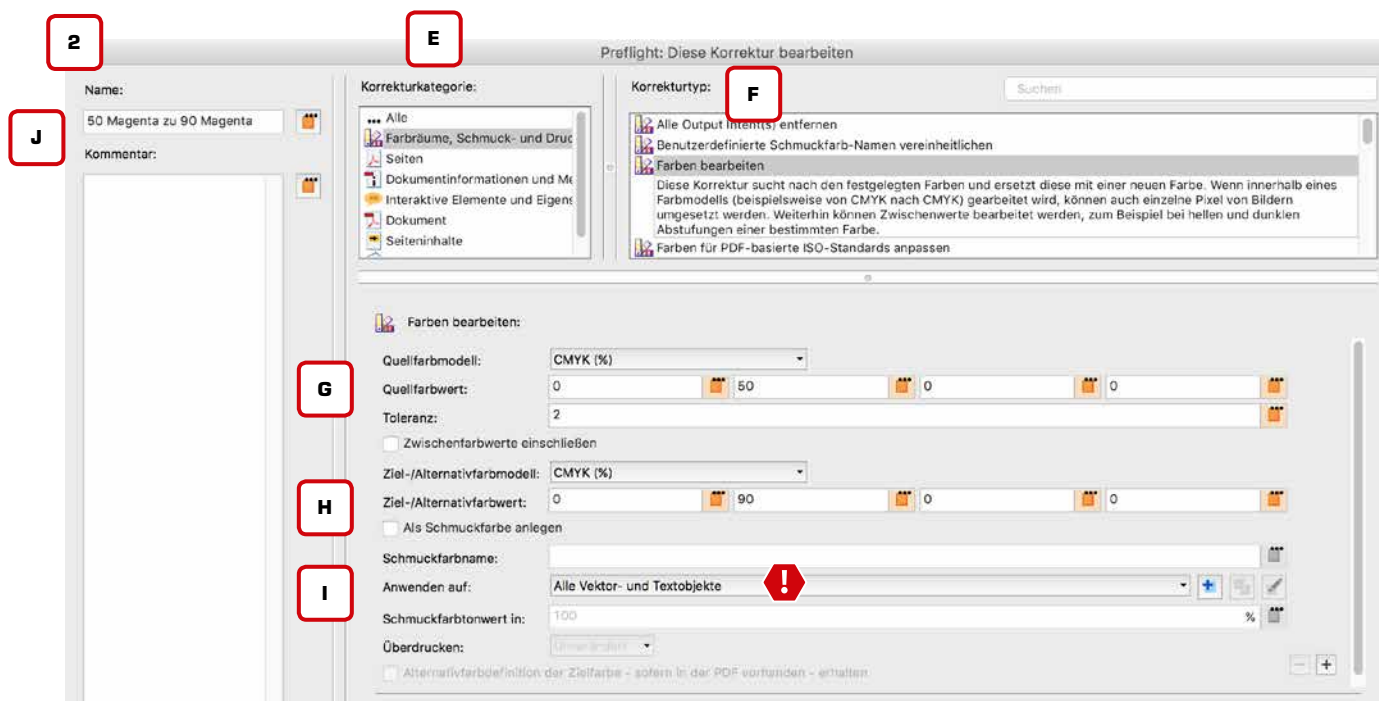 2
E
Preflight: Diese Korrektur bearbeiten
Name:
Korrekturkategorie:
Korrekturtyp:
F
Suchen
J
50 Magenta zu 90 Magenta
Kommentar:
... Alle
Farbräume, Schmuck- und Druc
Seiten
Dokumentinformationen und Me
Interaktive Elemente und Eigens
Dokument
Seiteninhalte
Alle Output Intent(s) entfernen
Benutzerdefinierte Schmuckfarb-Namen vereinheitlichen
Farben bearbeiten
Diese Korrektur sucht nach den festgelegten Farben und ersetzt diese mit einer neuen Farbe. Wenn innerhalb eines
Farbmodells (beispielsweise von CMYK nach CMYK) gearbeitet wird, können auch einzelne Pixel von Bildern
umgesetzt werden. Weiterhin können Zwischenwerte bearbeitet werden, zum Beispiel bei hellen und dunklen
Abstufungen einer bestimmten Farbe.
Farben für PDF-basierte ISO-Standards anpassen
Farben bearbeiten:
Quellfarbmodell: CMYK (%)
G
Quellfarbwert: 0 50 0 0
Toleranz: 2
Zwischenfarbwerte einschließen
Ziel-/Alternativfarbmodell: CMYK (%)
H
Ziel-/Alternativfarbwert: 0 90 0 0
Als Schmuckfarbe anlegen
Schmuckfarbname:
I
Anwenden auf: Alle Vektor- und Textobjekte !
Schmuckfarbtonwert in: 100 %
Überdrucken: Unverändert
Alternativfarbdefinition der Zielfarbe - sofern in der PDF vorhanden - erhalten